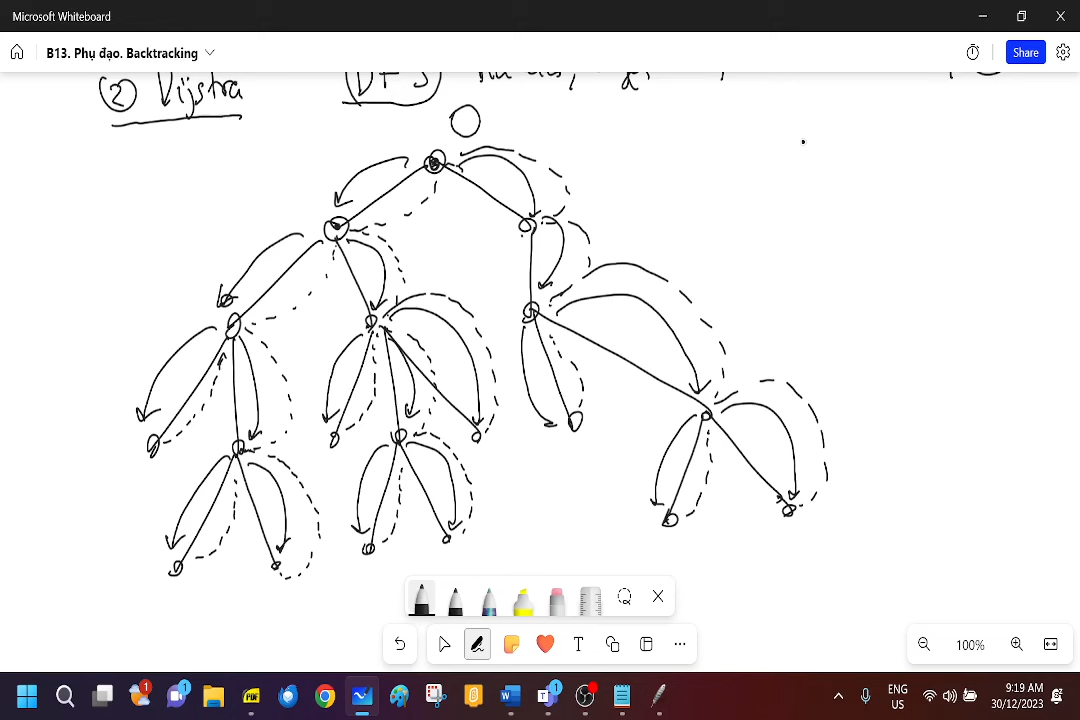 Microsoft Whiteboard
B13. Phụ đạo. Backtracking
Share
② Dijstra
DFS
T
100%
ENG
US
9:19 AM
30/12/2023